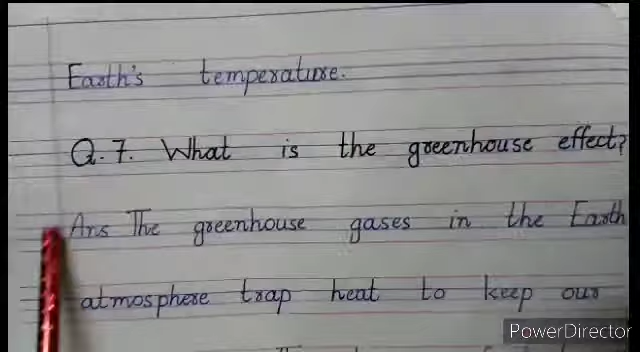 Earth's temperature.
Q.7. What is the greenhouse effect?
Ans The greenhouse gases in the Earth
atmosphere trap heat to keep our
PowerDirector